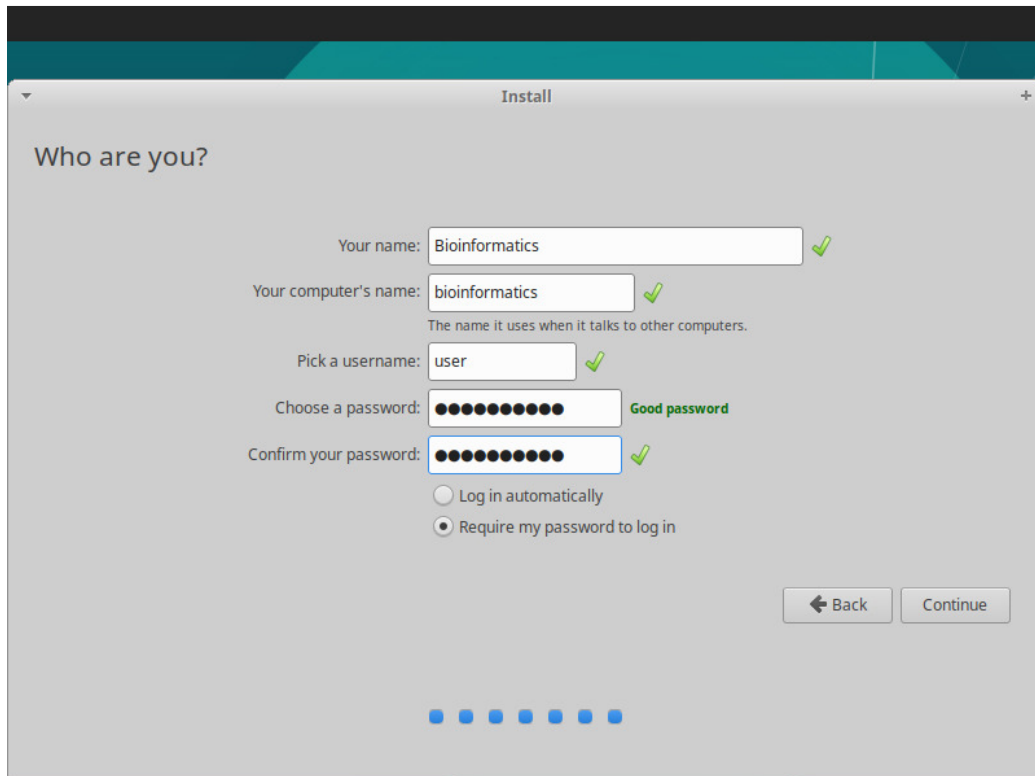 Install
Who are you?
Your name: Bioinformatics
Your computer's name: bioinformatics
The name it uses when it talks to other computers.
Pick a username: user
Choose a password: ●●●●●●●●●● Good password
Confirm your password: ●●●●●●●●●●
Log in automatically
Require my password to log in
Back Continue